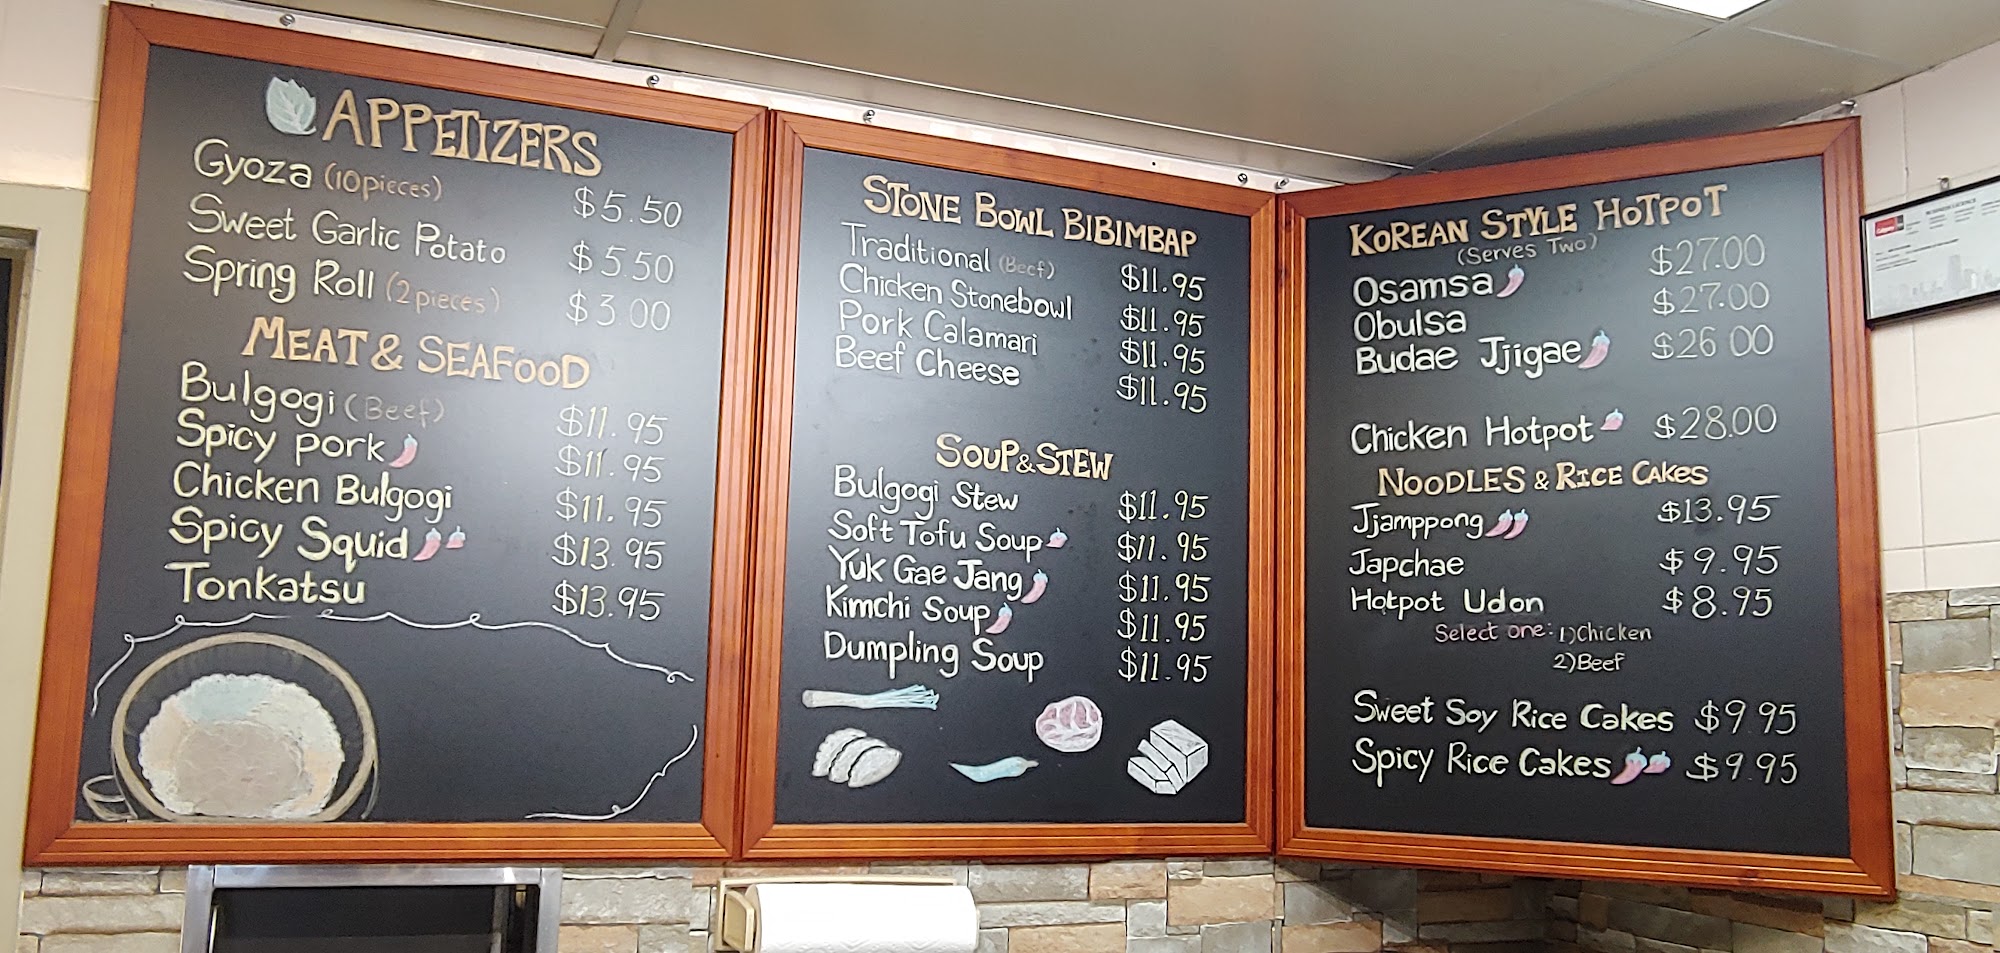 APPETIZERS
Gyoza (10 pieces) $5.50
Sweet Garlic Potato $5.50
Spring Roll (2 pieces) $3.00
MEAT & SEAFOOD
Bulgogi (Beef) $11.95
Spicy pork $11.95
Chicken Bulgogi $11.95
Spicy Squid $13.95
Tonkatsu $13.95
STONE BOWL BIBIMBAP
Traditional (Beef) $11.95
Chicken Stonebowl $11.95
Pork Calamari $11.95
Beef Cheese $11.95
SOUP & STEW
Bulgogi Stew $11.95
Soft Tofu Soup $11.95
Yuk Gae Jang $11.95
Kimchi Soup $11.95
Dumpling Soup $11.95
KOREAN STYLE HOTPOT
(Serves Two)
Osamsa $27.00
Obulsa $27.00
Budae Jjigae $26 00
Chicken Hotpot $28.00
NOODLES & RICE CAKES
Jjamppong $13.95
Japchae $9.95
Hotpot Udon $8.95
Select one: 1) Chicken
2) Beef
Sweet Soy Rice Cakes $9 95
Spicy Rice Cakes $9.95